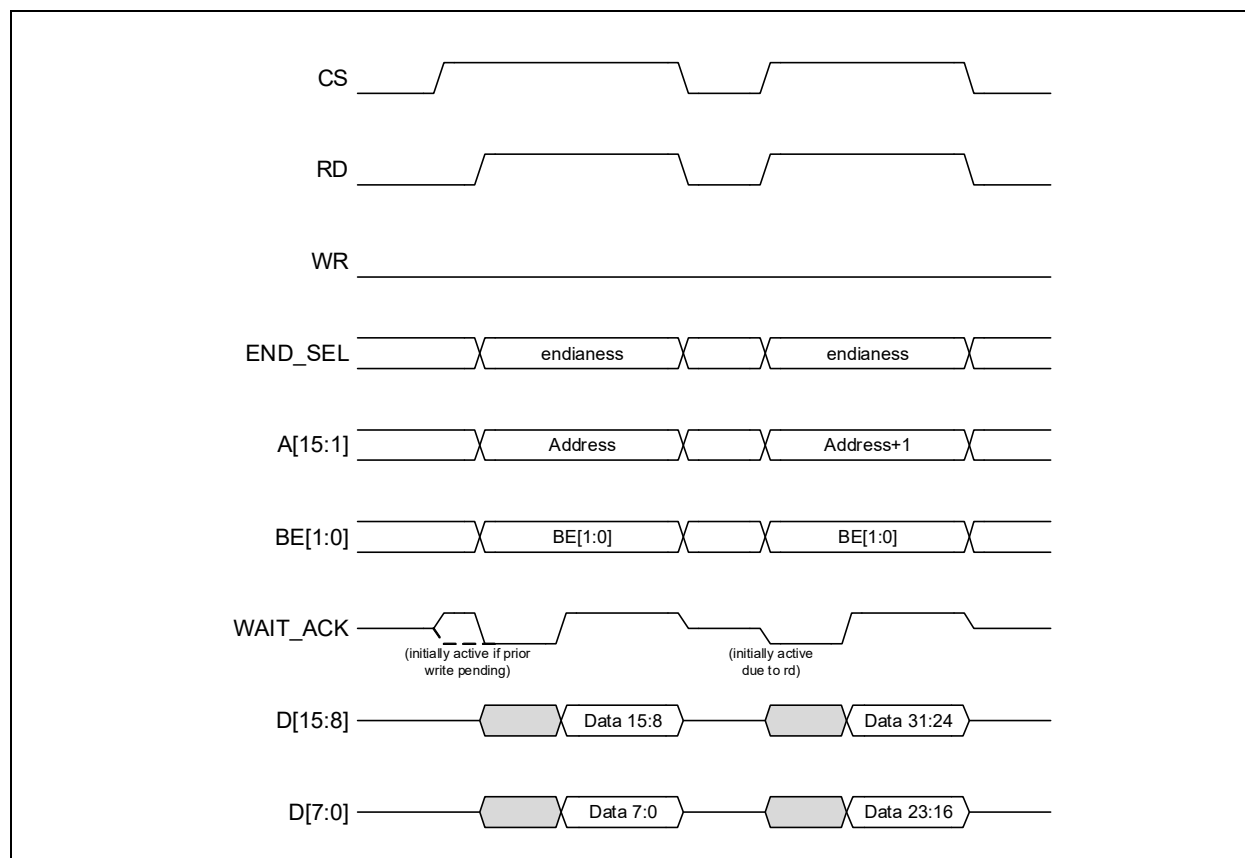 CS
RD
WR
END_SEL
endianess
endianess
A[15:1]
Address
Address+1
BE[1:0]
BE[1:0]
BE[1:0]
WAIT_ACK
(initially active if prior
write pending)
(initially active
due to rd)
D[15:8]
Data 15:8
Data 31:24
D[7:0]
Data 7:0
Data 23:16